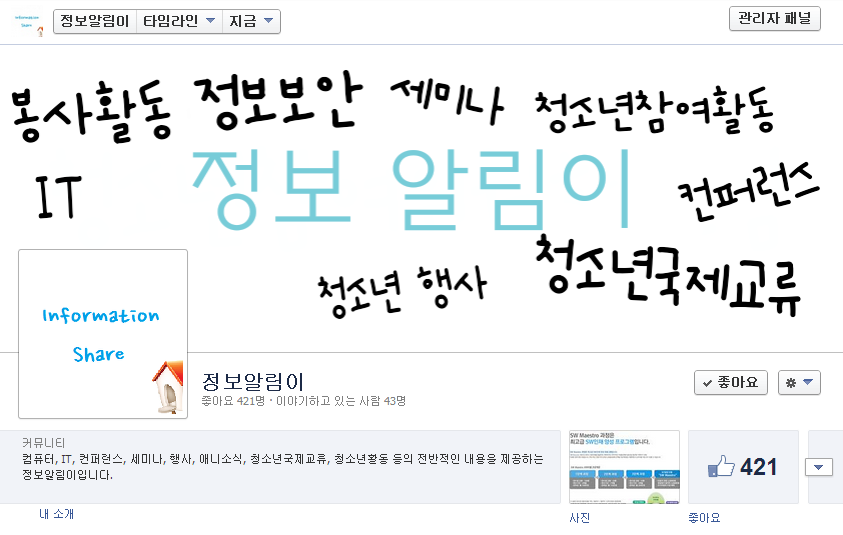 정보알림이 타임라인 지금 관리자 패널
봉사활동 정보보안 세미나 청소년참여활동
IT 정보 알림이 컨퍼런스
청소년 행사 청소년국제교류
Information
Share
정보알림이
좋아요 421명 · 이야기하고 있는 사람 43명
✓ 좋아요
커뮤니티
컴퓨터, IT, 컨퍼런스, 세미나, 행사, 애니소식, 청소년국제교류, 청소년황동 등의 전반적인 내용을 제공하는
정보알림이입니다.
내 소개
SW Maestro 과정은
최고급 SW인재 양성 프로그램입니다.
사진
421
좋아요